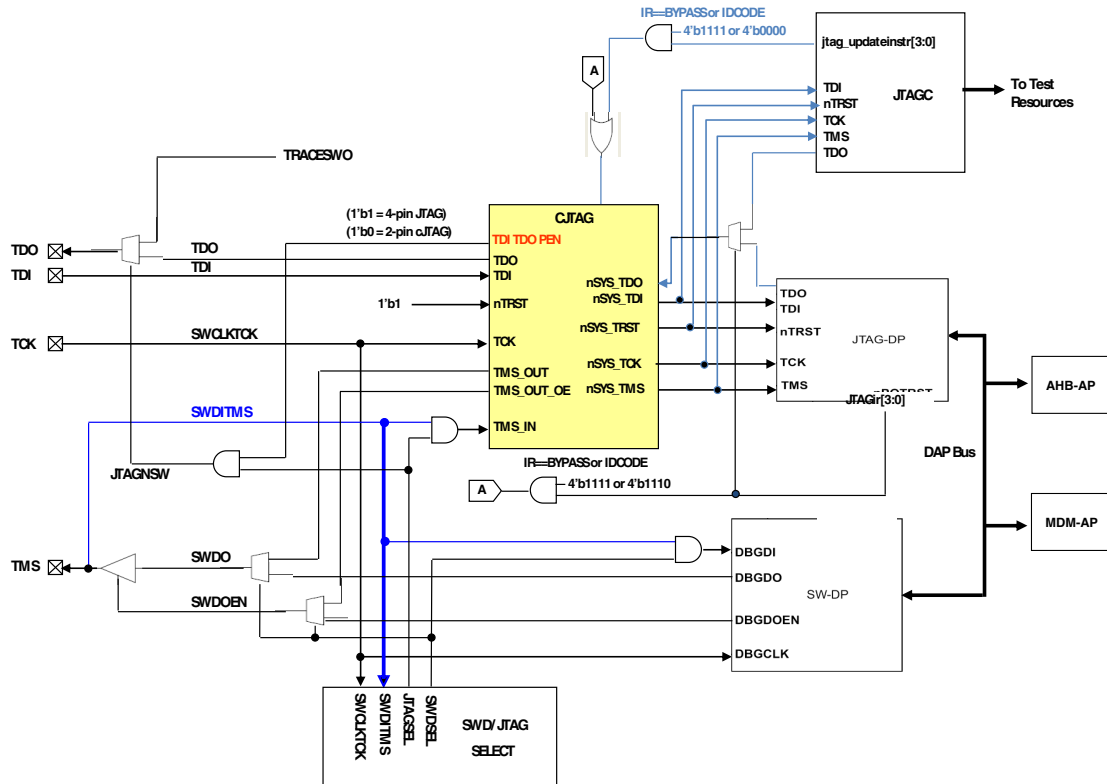 IR==BYPASS or IDCODE
4'b1111 or 4'b0000
jtag_updateinstr[3:0]
A
JTAGC
To Test
Resources
TDI
nTRST
TCK
TMS
TDO
TRACESWO
(1'b1 = 4-pin JTAG)
(1'b0 = 2-pin cJTAG)
CJTAG
TDI TDO PEN
TDO
TDO
TDO
TDI
TDI
TDI
nSYS_TDO
nSYS_TDI
TDO
TDI
1'b1
nTRST
nSYS_TRST
nTRST
JTAG-DP
TCK
SWCLKTCK
TCK
nSYS_TCK
TCK
TMS_OUT
TMS_OUT_OE
nSYS_TMS
TMS
JTAGir[3:0]
AHB-AP
SWDITMS
TMS_IN
IR==BYPASS or IDCODE
4'b1111 or 4'b1110
A
DAP Bus
JTAGNSW
MDM-AP
TMS
SWDO
SWDOEN
DBGDI
DBGDO
SW-DP
DBGDOEN
DBGCLK
SWCLKTCK
SWDITMS
JTAGSEL
SWDSEL
SWD/JTAG
SELECT